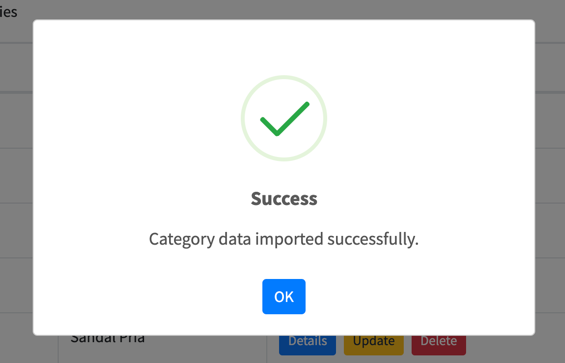 ies
Success
Category data imported successfully.
OK
Sandal Pria
Details Update Delete